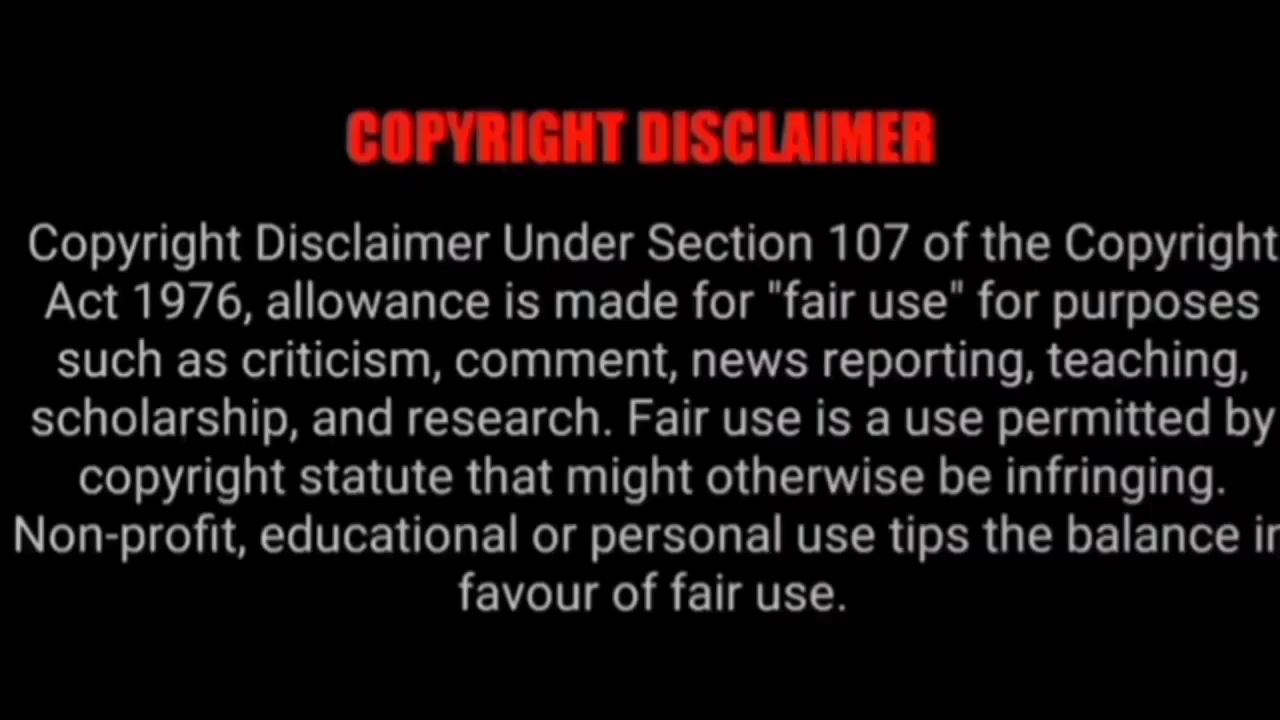 COPYRIGHT DISCLAIMER
Copyright Disclaimer Under Section 107 of the Copyright
Act 1976, allowance is made for "fair use" for purposes
such as criticism, comment, news reporting, teaching,
scholarship, and research. Fair use is a use permitted by
copyright statute that might otherwise be infringing.
Non-profit, educational or personal use tips the balance in
favour of fair use.